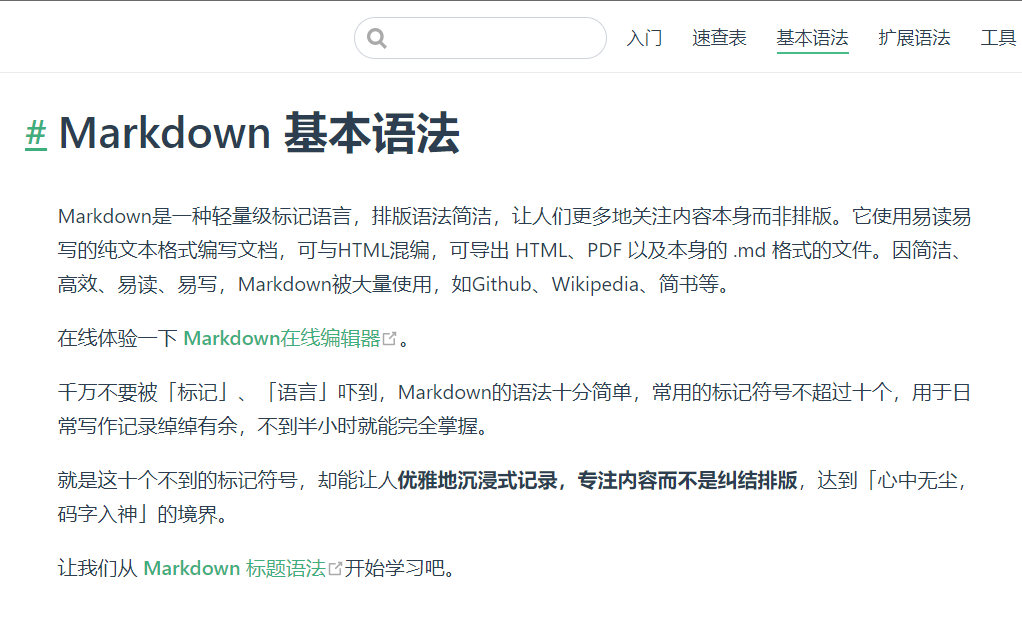 入门 速查表 基本语法 扩展语法 工具
# Markdown 基本语法
Markdown是一种轻量级标记语言，排版语法简洁，让人们更多地关注内容本身而非排版。它使用易读易
写的纯文本格式编写文档，可与HTML混编，可导出 HTML、PDF 以及本身的 .md 格式的文件。因简洁、
高效、易读、易写，Markdown被大量使用，如Github、Wikipedia、简书等。
在线体验一下 Markdown在线编辑器。
千万不要被「标记」、「语言」吓到，Markdown的语法十分简单，常用的标记符号不超过十个，用于日
常写作记录绰绰有余，不到半小时就能完全掌握。
就是这十个不到的标记符号，却能让人优雅地沉浸式记录，专注内容而不是纠结排版，达到「心中无尘，
码字入神」的境界。
让我们从 Markdown 标题语法开始学习吧。